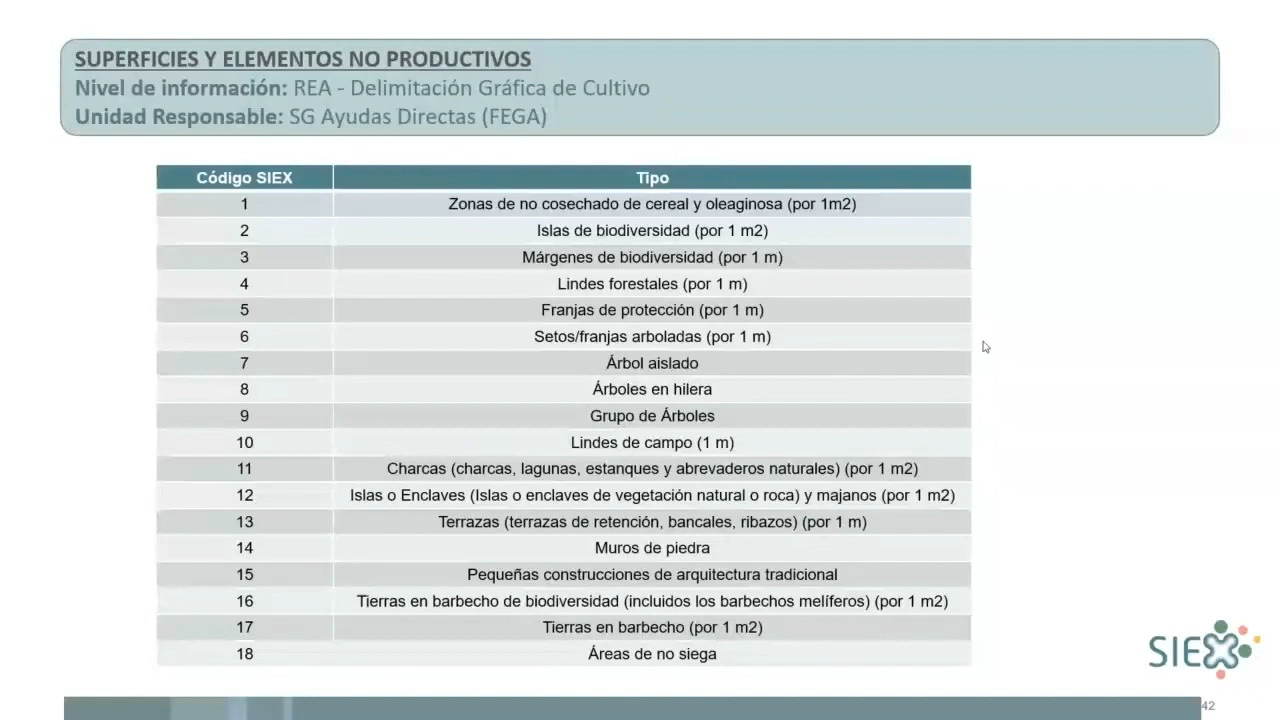 SUPERFICIES Y ELEMENTOS NO PRODUCTIVOS
Nivel de información: REA - Delimitación Gráfica de Cultivo
Unidad Responsable: SG Ayudas Directas (FEGA)
Código SIEX Tipo
1 Zonas de no cosechado de cereal y oleaginosa (por 1m2)
2 Islas de biodiversidad (por 1 m2)
3 Márgenes de biodiversidad (por 1 m)
4 Lindes forestales (por 1 m)
5 Franjas de protección (por 1 m)
6 Setos/franjas arboladas (por 1 m)
7 Árbol aislado
8 Árboles en hilera
9 Grupo de Árboles
10 Lindes de campo (1 m)
11 Charcas (charcas, lagunas, estanques y abrevaderos naturales) (por 1 m2)
12 Islas o Enclaves (Islas o enclaves de vegetación natural o roca) y majanos (por 1 m2)
13 Terrazas (terrazas de retención, bancales, ribazos) (por 1 m)
14 Muros de piedra
15 Pequeñas construcciones de arquitectura tradicional
16 Tierras en barbecho de biodiversidad (incluidos los barbechos melíferos) (por 1 m2)
17 Tierras en barbecho (por 1 m2)
18 Áreas de no siega
SIEX
42